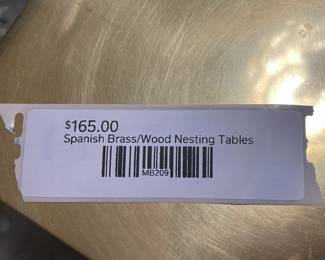 $165.00
Spanish Brass/Wood Nesting Tables
MB209